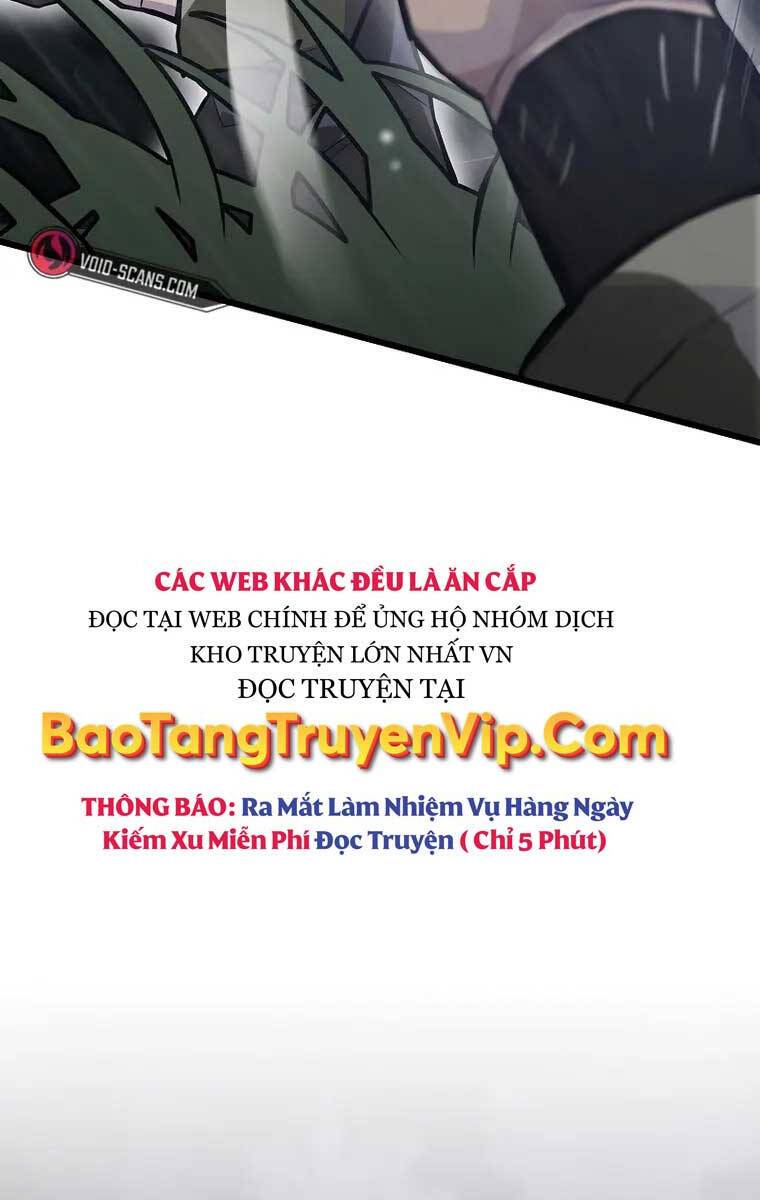 VOID-SCANS.COM
CÁC WEB KHÁC ĐỀU LÀ ĂN CẮP
ĐỌC TẠI WEB CHÍNH ĐỂ ỦNG HỘ NHÓM DỊCH
KHO TRUYỆN LỚN NHẤT VN
ĐỌC TRUYỆN TẠI
BaoTangTruyenVip.Com
THÔNG BÁO: Ra Mắt Làm Nhiệm Vụ Hàng Ngày
Kiếm Xu Miễn Phí Đọc Truyện ( Chỉ 5 Phút)